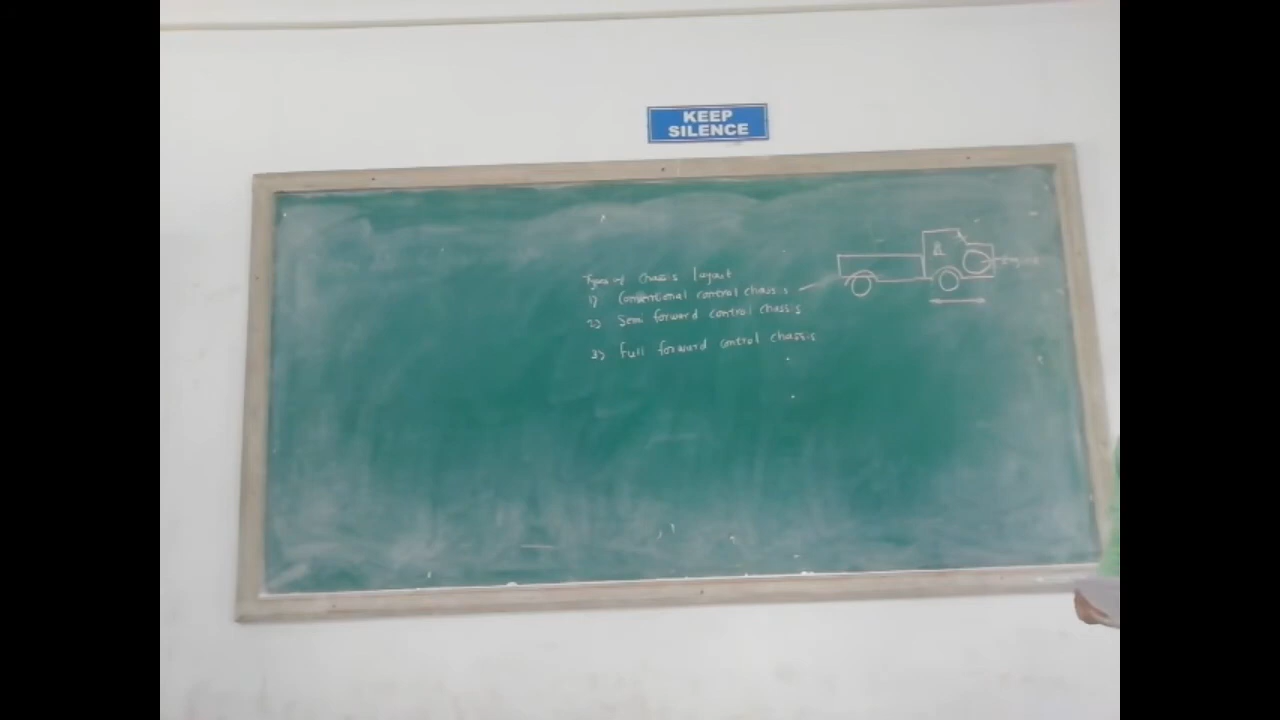 KEEP
SILENCE
Types of chassis layout
1) Conventional control chassis
2) Semi forward control chassis
3) Full forward control chassis